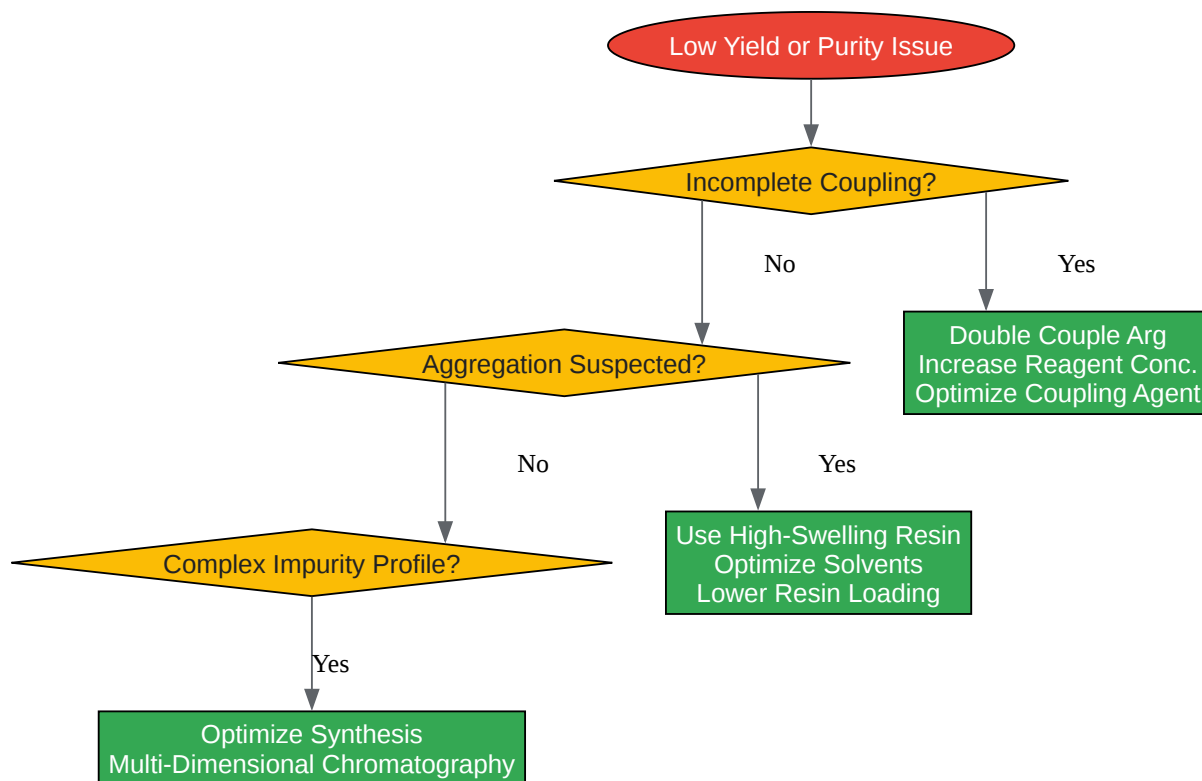 Low Yield or Purity Issue
Incomplete Coupling?
No
Yes
Double Couple Arg
Increase Reagent Conc.
Optimize Coupling Agent
Aggregation Suspected?
No
Yes
Use High-Swelling Resin
Optimize Solvents
Lower Resin Loading
Complex Impurity Profile?
Yes
Optimize Synthesis
Multi-Dimensional Chromatography